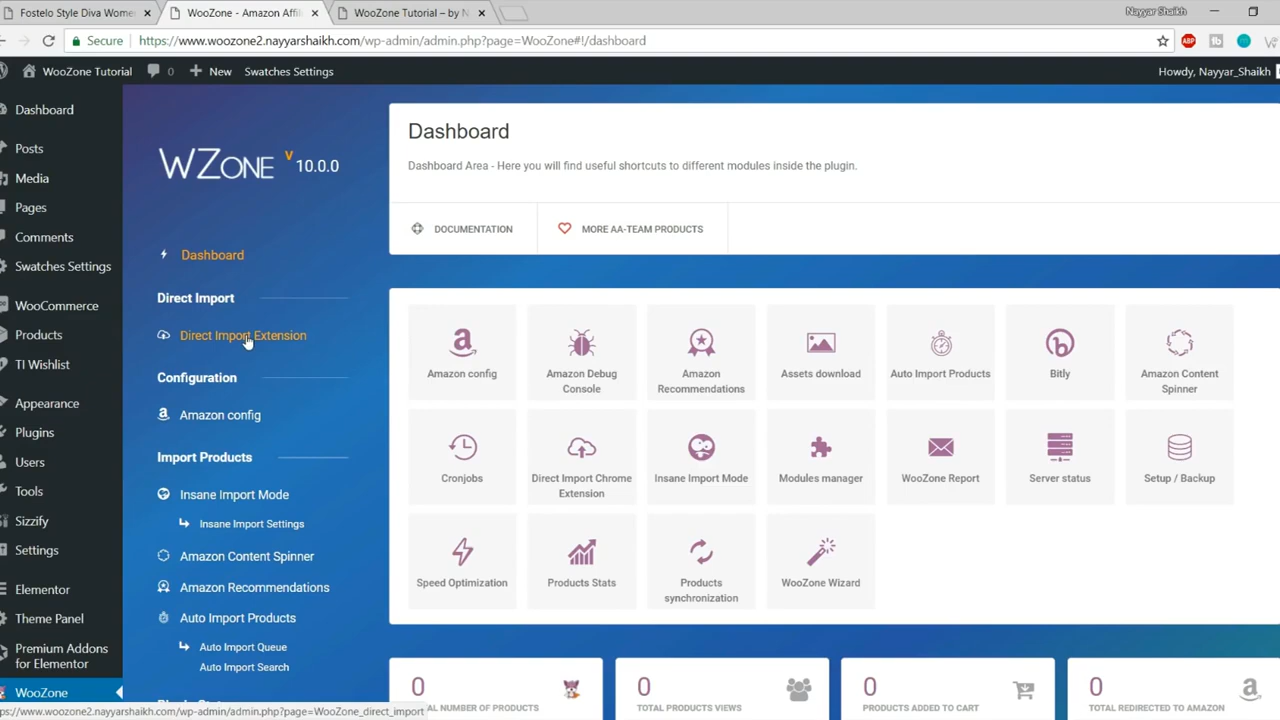 Fostelo Style Diva Wome
WooZone - Amazon Affi
WooZone Tutorial – by N
Nayyar Shaikh
Secure
https://www.woozone2.nayyarshaikh.com/wp-admin/admin.php?page=WooZone#!/dashboard
ABP
WooZone Tutorial
0
New
Swatches Settings
Howdy, Nayyar_Shaikh
Dashboard
Posts
Media
Pages
Comments
Swatches Settings
WooCommerce
Products
TI Wishlist
Appearance
Plugins
Users
Tools
Sizzify
Settings
Elementor
Theme Panel
Premium Addons
for Elementor
WooZone
WZONE V 10.0.0
Dashboard
Direct Import
Direct Import Extension
Configuration
Amazon config
Import Products
Insane Import Mode
Insane Import Settings
Amazon Content Spinner
Amazon Recommendations
Auto Import Products
Auto Import Queue
Auto Import Search
Dashboard
Dashboard Area - Here you will find useful shortcuts to different modules inside the plugin.
DOCUMENTATION
MORE AA-TEAM PRODUCTS
Amazon config
Amazon Debug
Console
Amazon
Recommendations
Assets download
Auto Import Products
Bitly
Amazon Content
Spinner
Cronjobs
Direct Import Chrome
Extension
Insane Import Mode
Modules manager
WooZone Report
Server status
Setup / Backup
Speed Optimization
Products Stats
Products
synchronization
WooZone Wizard
0
AL NUMBER OF PRODUCTS
0
TOTAL PRODUCTS VIEWS
0
PRODUCTS ADDED TO CART
0
TOTAL REDIRECTED TO AMAZON
ps://www.woozone2.nayyarshaikh.com/wp-admin/admin.php?page=WooZone_direct_import